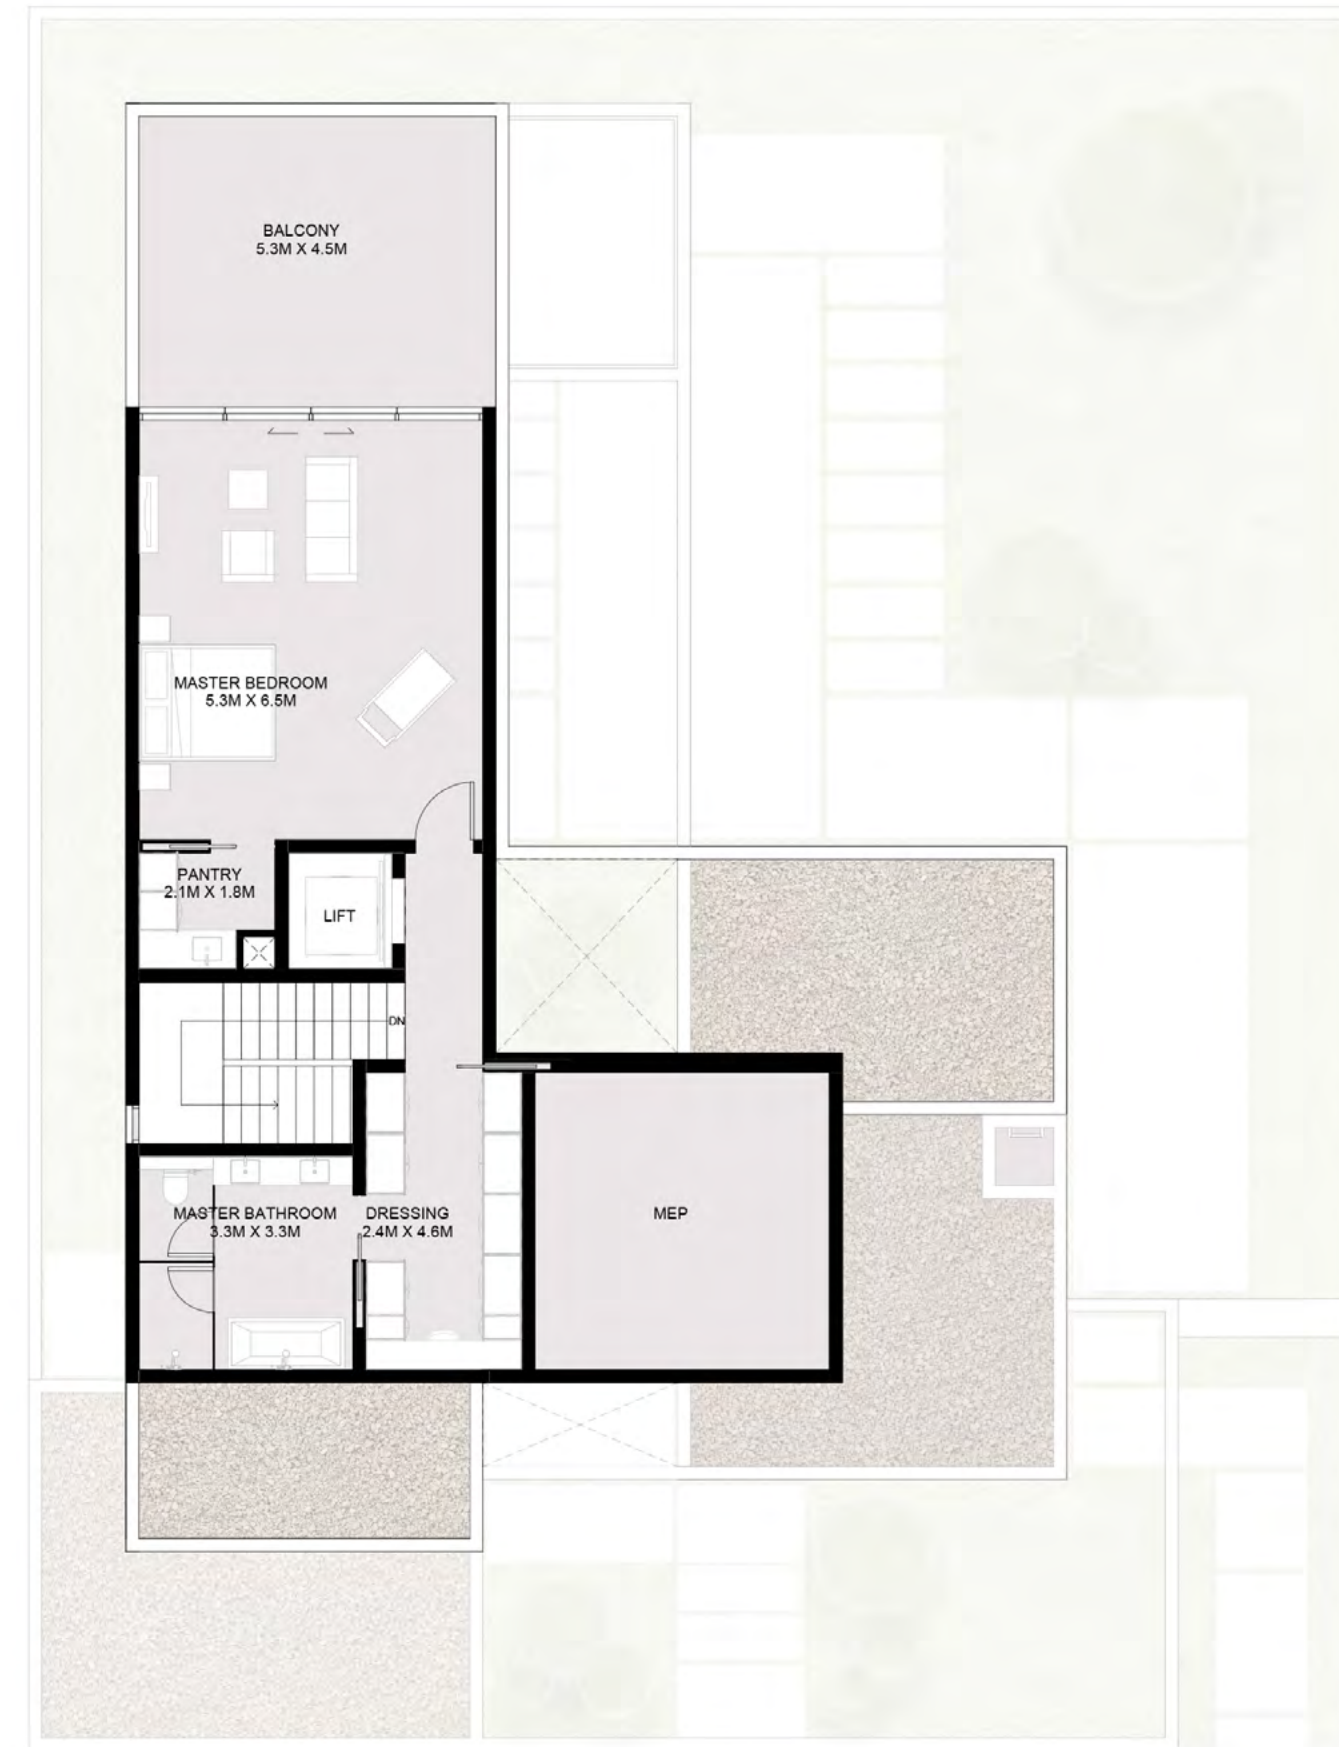 BALCONY
5.3M X 4.5M
MASTER BEDROOM
5.3M X 6.5M
PANTRY
2.1M X 1.8M
LIFT
DN
MASTER BATHROOM
3.3M X 3.3M
DRESSING
2.4M X 4.6M
MEP